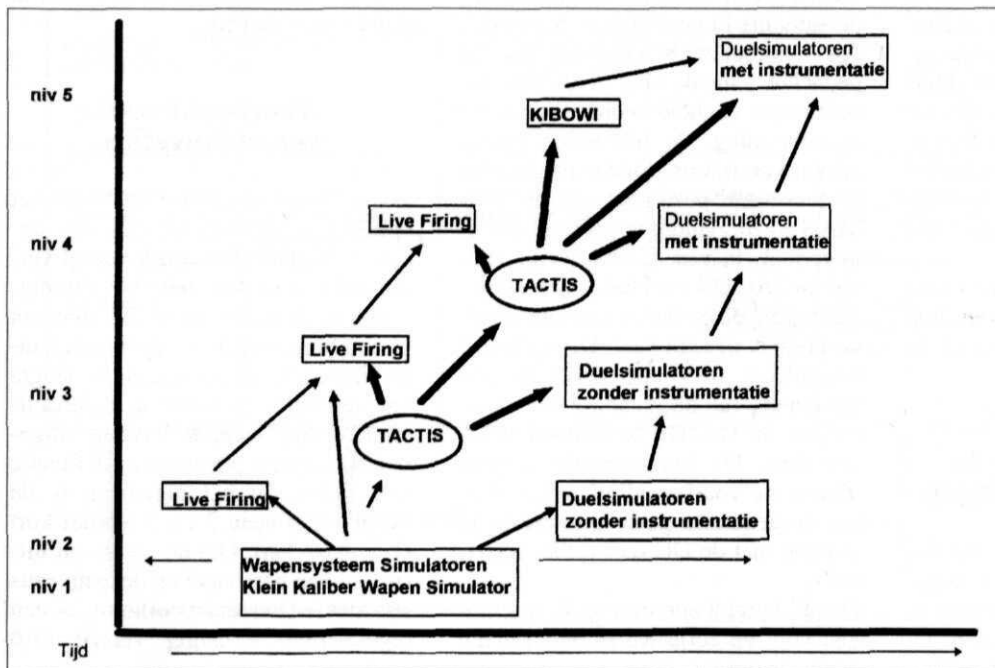 Duelsimulatoren
met instrumentatie
niv 5
KIBOWI
Live Firing
Duelsimulatoren
met instrumentatie
niv 4
TACTIS
Live Firing
Duelsimulatoren
zonder instrumentatie
niv 3
TACTIS
Live Firing
Duelsimulatoren
zonder instrumentatie
niv 2
Wapensysteem Simulatoren
Klein Kaliber Wapen Simulator
niv 1
Tijd